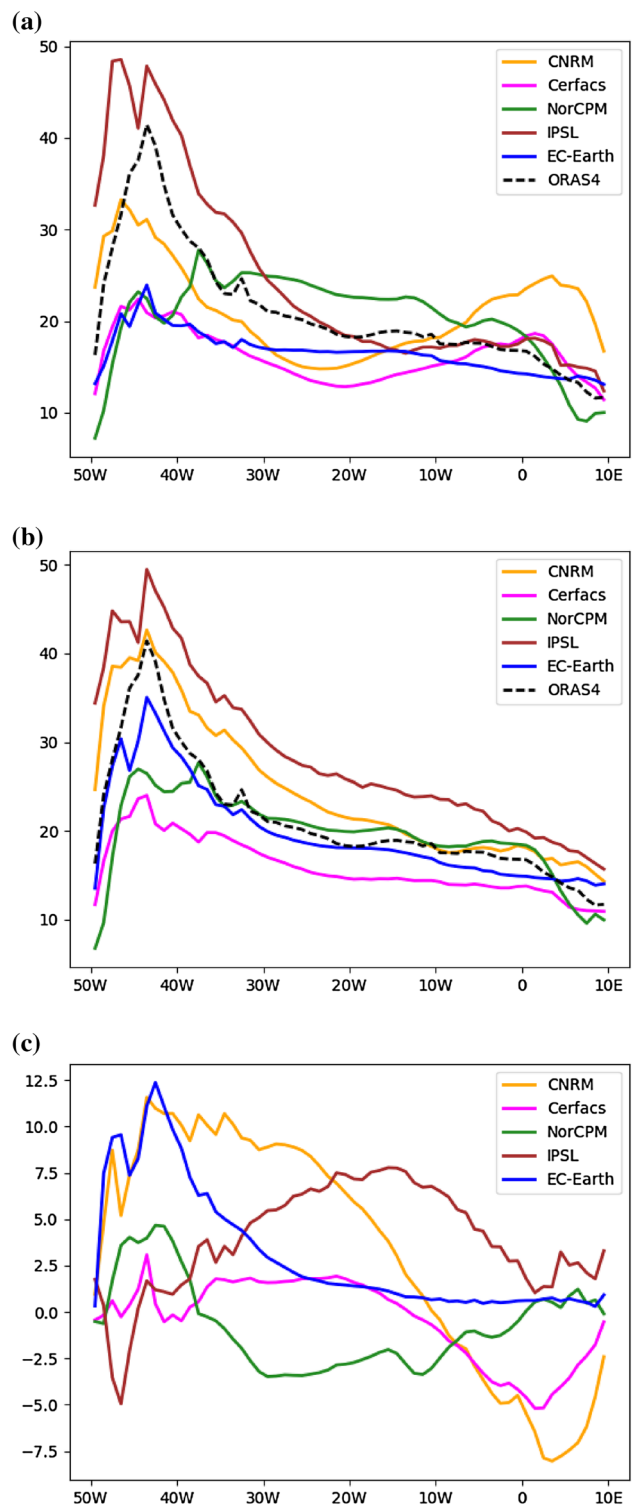 (a)
50
40
30
20
10
CNRM
Cerfacs
NorCPM
IPSL
EC-Earth
ORAS4
50W 40W 30W 20W 10W 0 10E
(b)
50
40
30
20
10
CNRM
Cerfacs
NorCPM
IPSL
EC-Earth
ORAS4
50W 40W 30W 20W 10W 0 10E
(c)
12.5
10.0
7.5
5.0
2.5
0.0
−2.5
−5.0
−7.5
CNRM
Cerfacs
NorCPM
IPSL
EC-Earth
50W 40W 30W 20W 10W 0 10E